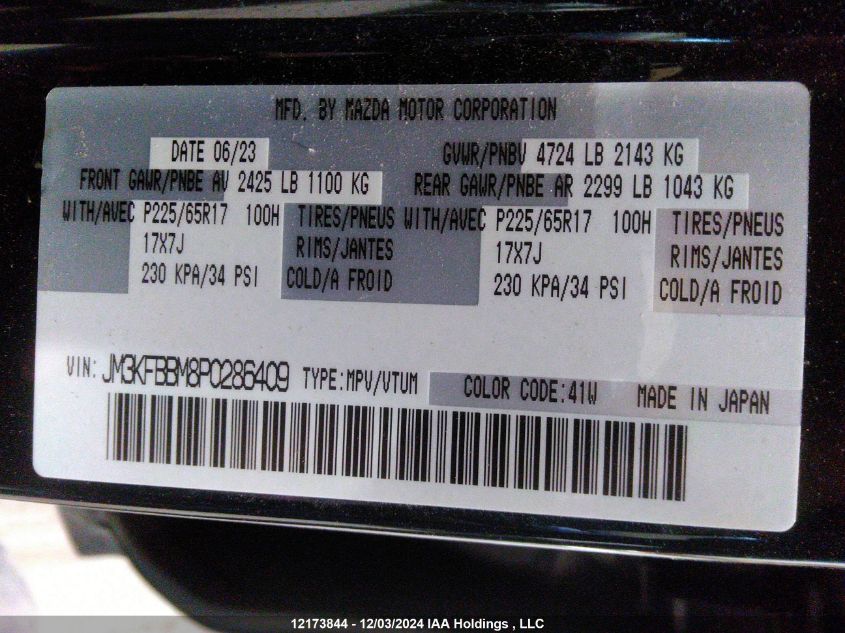 MFD. BY MAZDA MOTOR CORPORATION
DATE 06/23 GVWR/PNBV 4724 LB 2143 KG
FRONT GAWR/PNBE AV 2425 LB 1100 KG REAR GAWR/PNBE AR 2299 LB 1043 KG
WITH/AVEC P225/65R17 100H TIRES/PNEUS WITH/AVEC P225/65R17 100H TIRES/PNEUS
17X7J RIMS/JANTES 17X7J RIMS/JANTES
230 KPA/34 PSI COLD/A FROID 230 KPA/34 PSI COLD/A FROID
VIN: JM3KFBBM8P0286409 TYPE:MPV/VTUM COLOR CODE:41W MADE IN JAPAN
12173844 - 12/03/2024 IAA Holdings , LLC